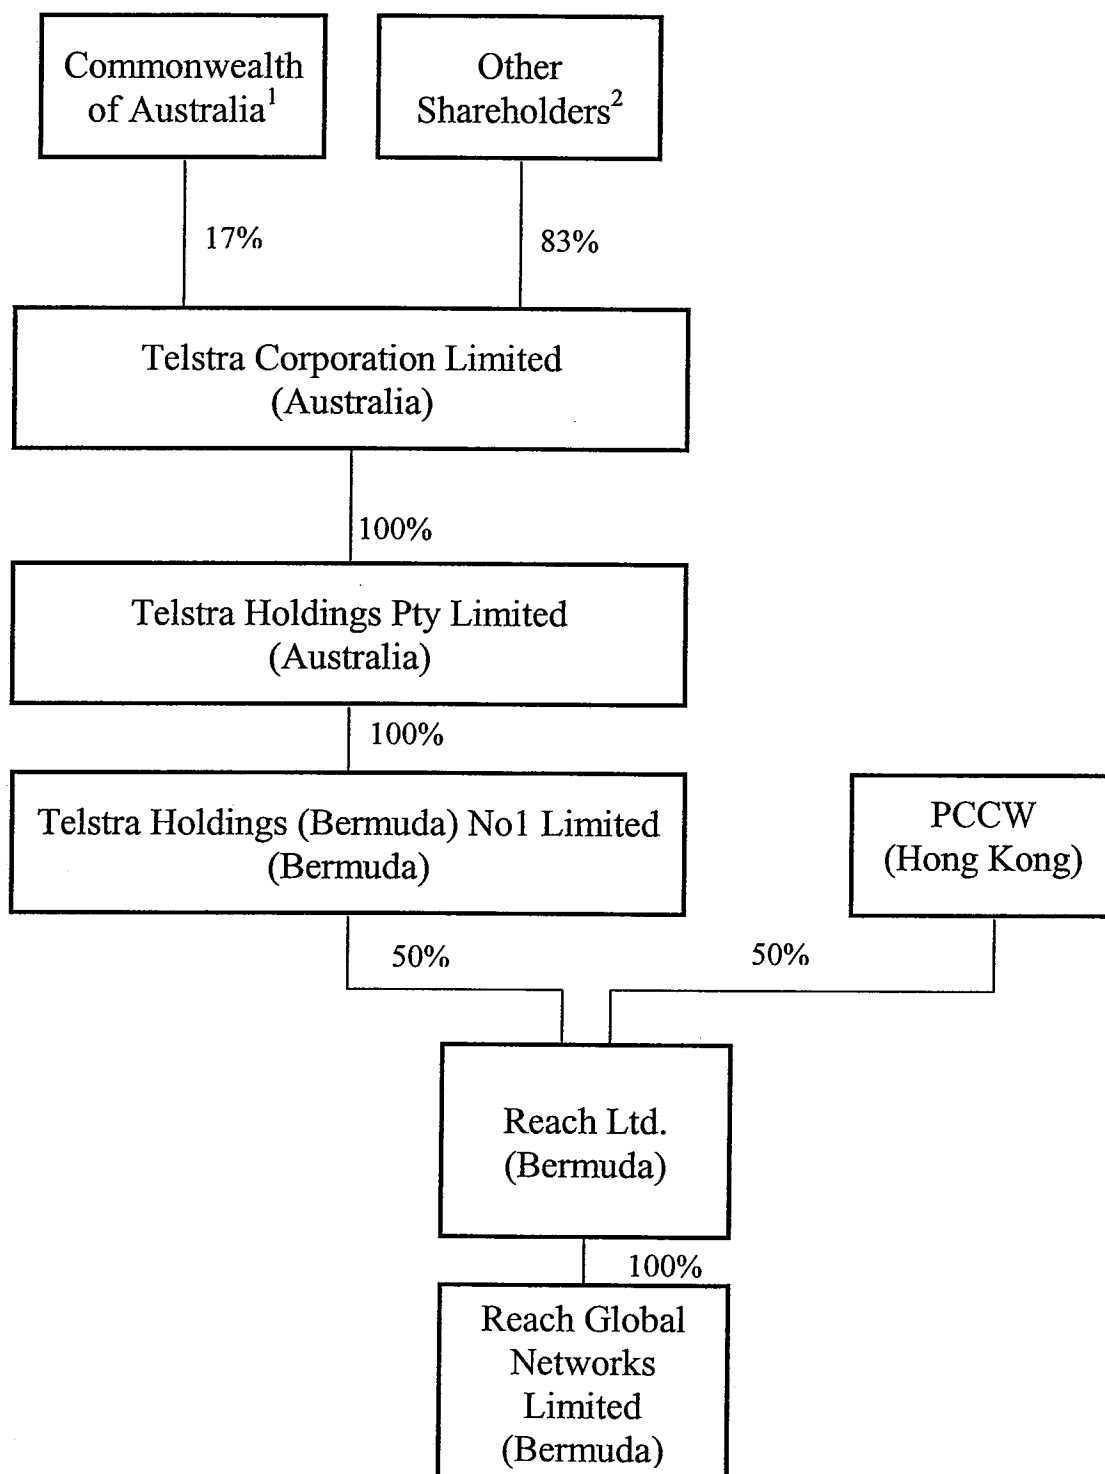 Commonwealth
of Australia¹
Other
Shareholders²
17%
83%
Telstra Corporation Limited
(Australia)
100%
Telstra Holdings Pty Limited
(Australia)
100%
Telstra Holdings (Bermuda) No1 Limited
(Bermuda)
PCCW
(Hong Kong)
50%
50%
Reach Ltd.
(Bermuda)
100%
Reach Global
Networks
Limited
(Bermuda)